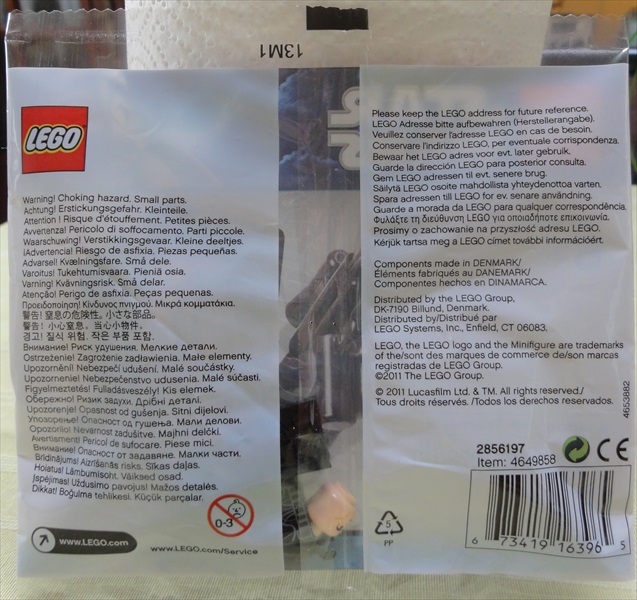 13M1
LEGO
Warning! Choking hazard. Small parts.
Achtung! Erstickungsgefahr. Kleinteile.
Attention ! Risque d'étouffement. Petites pièces.
Avvertenza! Pericolo di soffocamento. Parti piccole.
Waarschuwing! Verstikkingsgevaar. Kleine deeltjes.
¡Advertencia! Riesgo de asfixia. Piezas pequeñas.
Advarsel! Kvælningsfare. Små dele.
Varoitus! Tukehtumisvaara. Pieniä osia.
Varning! Kvävningsrisk. Små delar.
Atenção! Perigo de asfixia. Peças pequenas.
Προειδοποίηση! Κίνδυνος πνιγμού. Μικρά κομματάκια.
警告! 窒息の危険性。小さな部品。
警告! 小心窒息。当心小物件。
경고! 질식 위험. 작은 부품 포함.
Внимание! Риск удушения. Мелкие детали.
Ostrzeżenie! Zagrożenie zadławienia. Małe elementy.
Upozornění! Nebezpečí udušení. Malé součástky.
Upozornenie! Nebezpečenstvo udusenia. Malé súčasti.
Figyelmeztetés! Fulladásveszély! Kis elemek.
Обережно! Ризик задухи. Дрібні деталі.
Upozorenje! Opasnost od gušenja. Sitni dijelovi.
Упозорење! Опасност од гушења. Мали делови.
Opozorilo! Nevarnost zadušitve. Majhni delčki.
Avertisment! Pericol de sufocare. Piese mici.
Внимание! Опасност от задавяне. Малки части.
Brīdinājums! Aizrīšanās risks. Sīkas daļas.
Hoiatus! Lämbumisoht. Väiksed osad.
Įspėjimas! Uždusimo pavojus! Mažos detalės.
Dikkat! Boğulma tehlikesi. Küçük parçalar.
0-3
www.LEGO.com
www.LEGO.com/Service
Please keep the LEGO address for future reference.
LEGO Adresse bitte aufbewahren (Herstellerangabe).
Veuillez conserver l'adresse LEGO en cas de besoin.
Conservare l'indirizzo LEGO, per eventuale corrispondenza.
Bewaar het LEGO adres voor evt. later gebruik.
Guarde la dirección LEGO para posterior consulta.
Gem LEGO adressen til evt. senere brug.
Säilytä LEGO osoite mahdollista yhteydenottoa varten.
Spara adressen till LEGO for ev. senare användning.
Guarde a morada da LEGO para qualquer correspondência.
Φυλάξτε τη διεύθυνση LEGO για οποιαδήποτε επικοινωνία.
Prosimy o zachowanie na przyszłość adresu LEGO.
Kérjük tartsa meg a LEGO címet további információért.
Components made in DENMARK/
Éléments fabriqués au DANEMARK/
Componentes hechos en DINAMARCA.
Distributed by the LEGO Group,
DK-7190 Billund, Denmark.
Distributed by/Distribué par
LEGO Systems, Inc., Enfield, CT 06083.
LEGO, the LEGO logo and the Minifigure are trademarks
of the/sont des marques de commerce de/son marcas
registradas de LEGO Group.
©2011 The LEGO Group.
© 2011 Lucasfilm Ltd. & TM. All rights reserved./
Tous droits réservés. /Todos los derechos reservados.
4653882
2856197
Item: 4649858
CE
5
PP
6 73419 16396 5